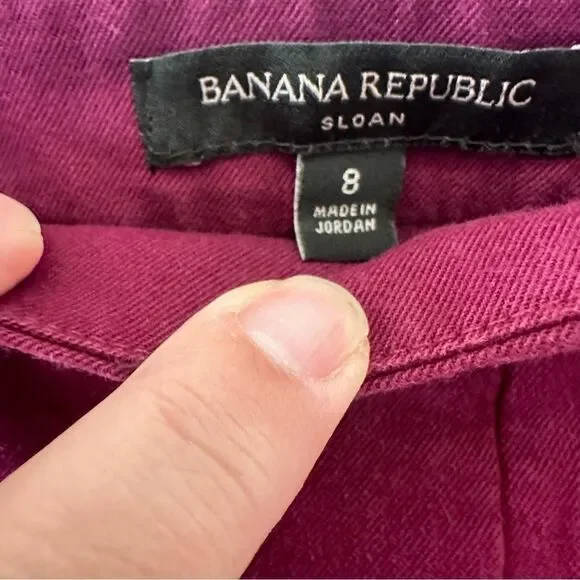 BANANA REPUBLIC
SLOAN
8
MADE IN
JORDAN